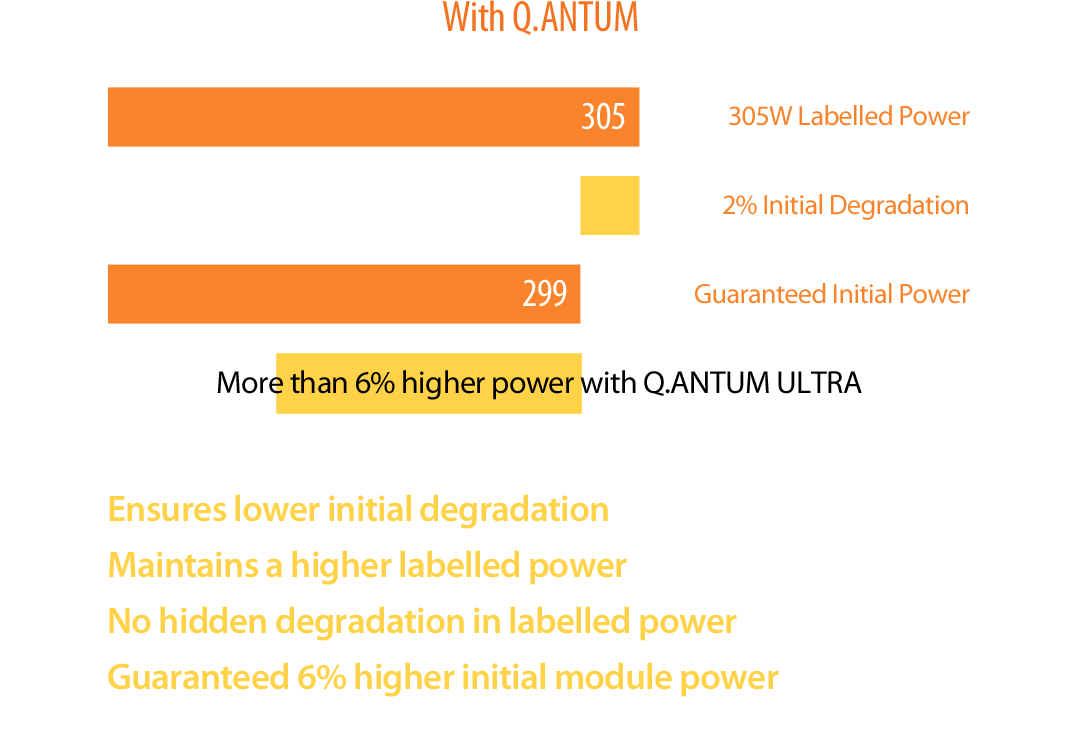 With Q.ANTUM
305
305W Labelled Power
2% Initial Degradation
299
Guaranteed Initial Power
More than 6% higher power with Q.ANTUM ULTRA
Ensures lower initial degradation
Maintains a higher labelled power
No hidden degradation in labelled power
Guaranteed 6% higher initial module power